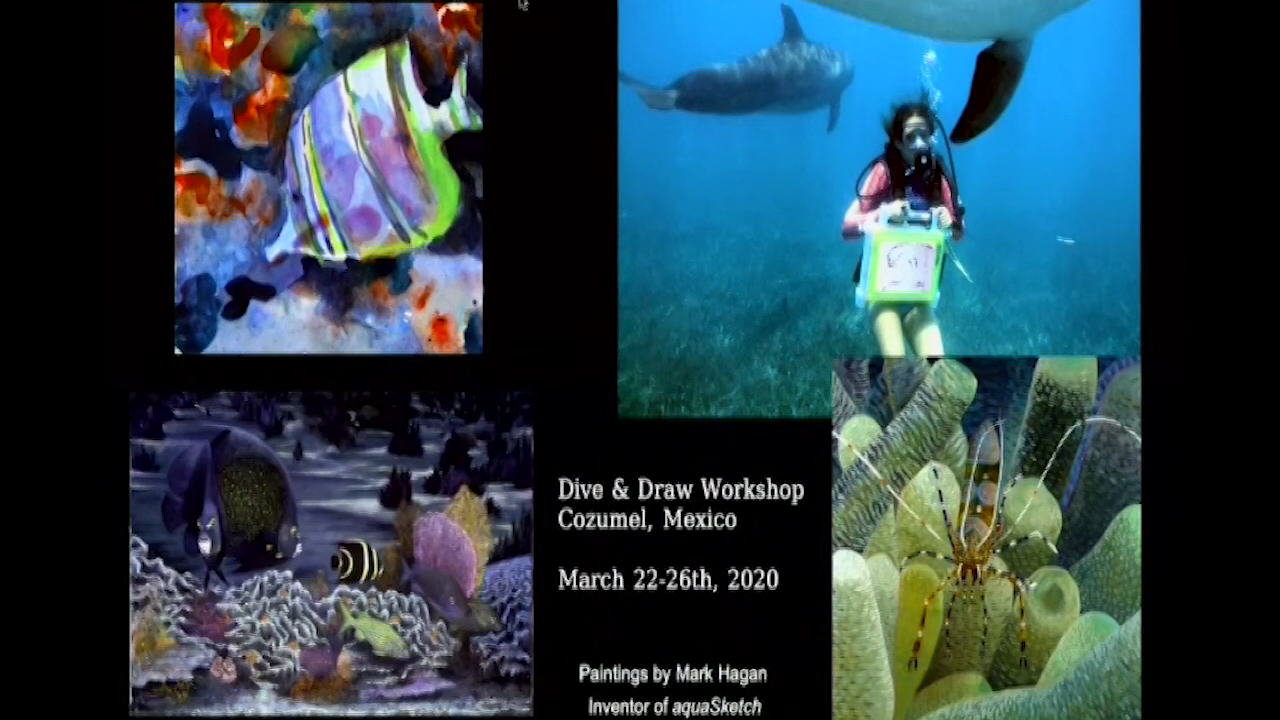 Dive & Draw Workshop
Cozumel, Mexico
March 22-26th, 2020
Paintings by Mark Hagan
Inventor of aquaSketch